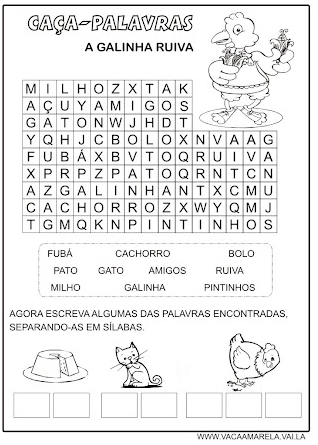 CAÇA-PALAVRAS
A GALINHA RUIVA
M I L H O Z X T A K
A Ç U Y A M I G O S
G A T O N W J H D T
Y Q H J C B O L O X N V A A G
F U B Á X B V T O Q R U I V A
X P R P Z P A T O Q R N T C N
A Z G A L I N H A N T X C M U
C A C H O R R O Z X W Y Q M J
T G M Q K N P I N T I N H O S
FUBÁ CACHORRO BOLO
PATO GATO AMIGOS RUIVA
MILHO GALINHA PINTINHOS
AGORA ESCREVA ALGUMAS DAS PALAVRAS ENCONTRADAS,
SEPARANDO-AS EM SÍLABAS.
WWW.VACAAMARELA.VAI.LA